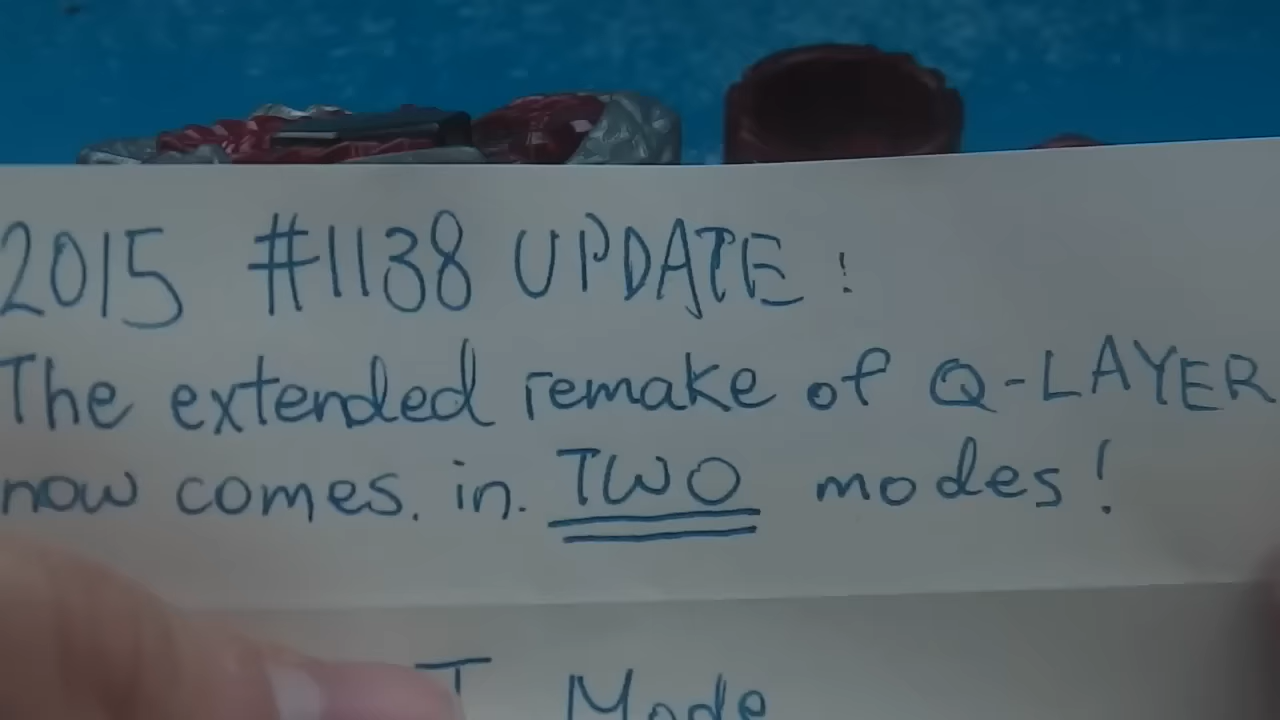 2015 #1138 UPDATE!
The extended remake of Q-LAYER
now comes. in. TWO modes!
Mode